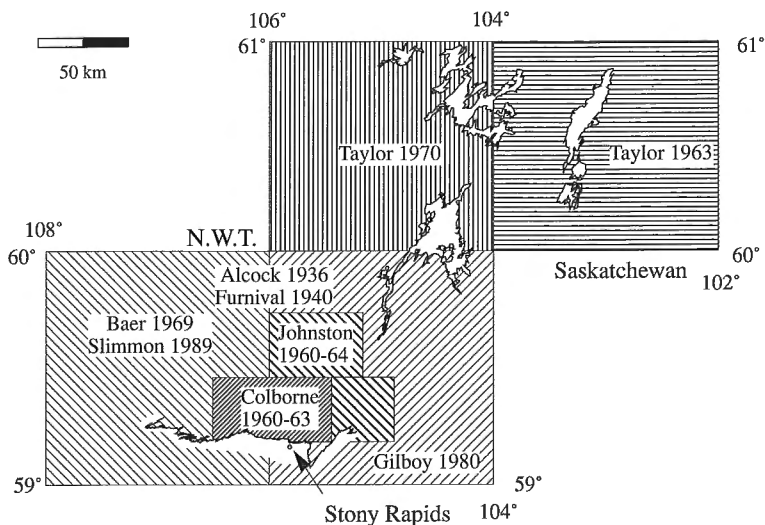 106°
104°
61°
61°
50 km
Taylor 1970
Taylor 1963
108°
N.W.T.
60°
60°
Saskatchewan
102°
Alcock 1936
Furnival 1940
Baer 1969
Slimmon 1989
Johnston
1960-64
Colborne
1960-63
Gilboy 1980
59°
59°
Stony Rapids
104°